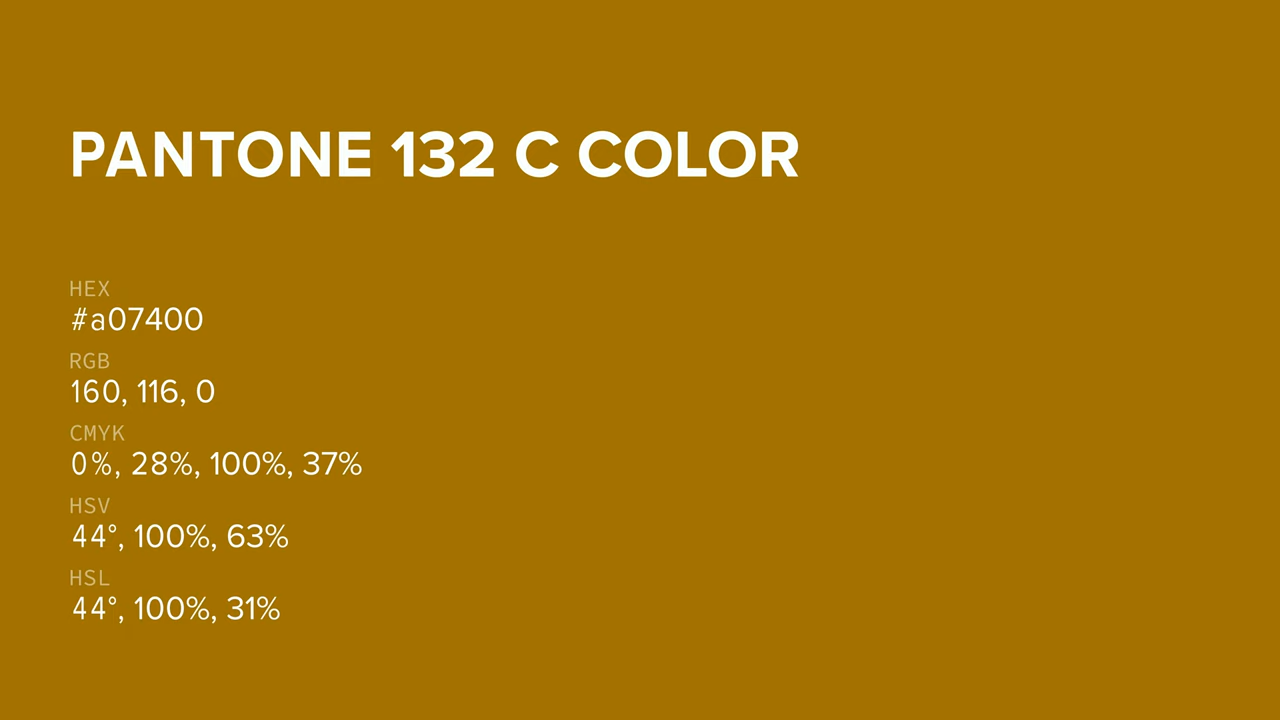 PANTONE 132 C COLOR
HEX
#a07400
RGB
160, 116, 0
CMYK
0%, 28%, 100%, 37%
HSV
44°, 100%, 63%
HSL
44°, 100%, 31%